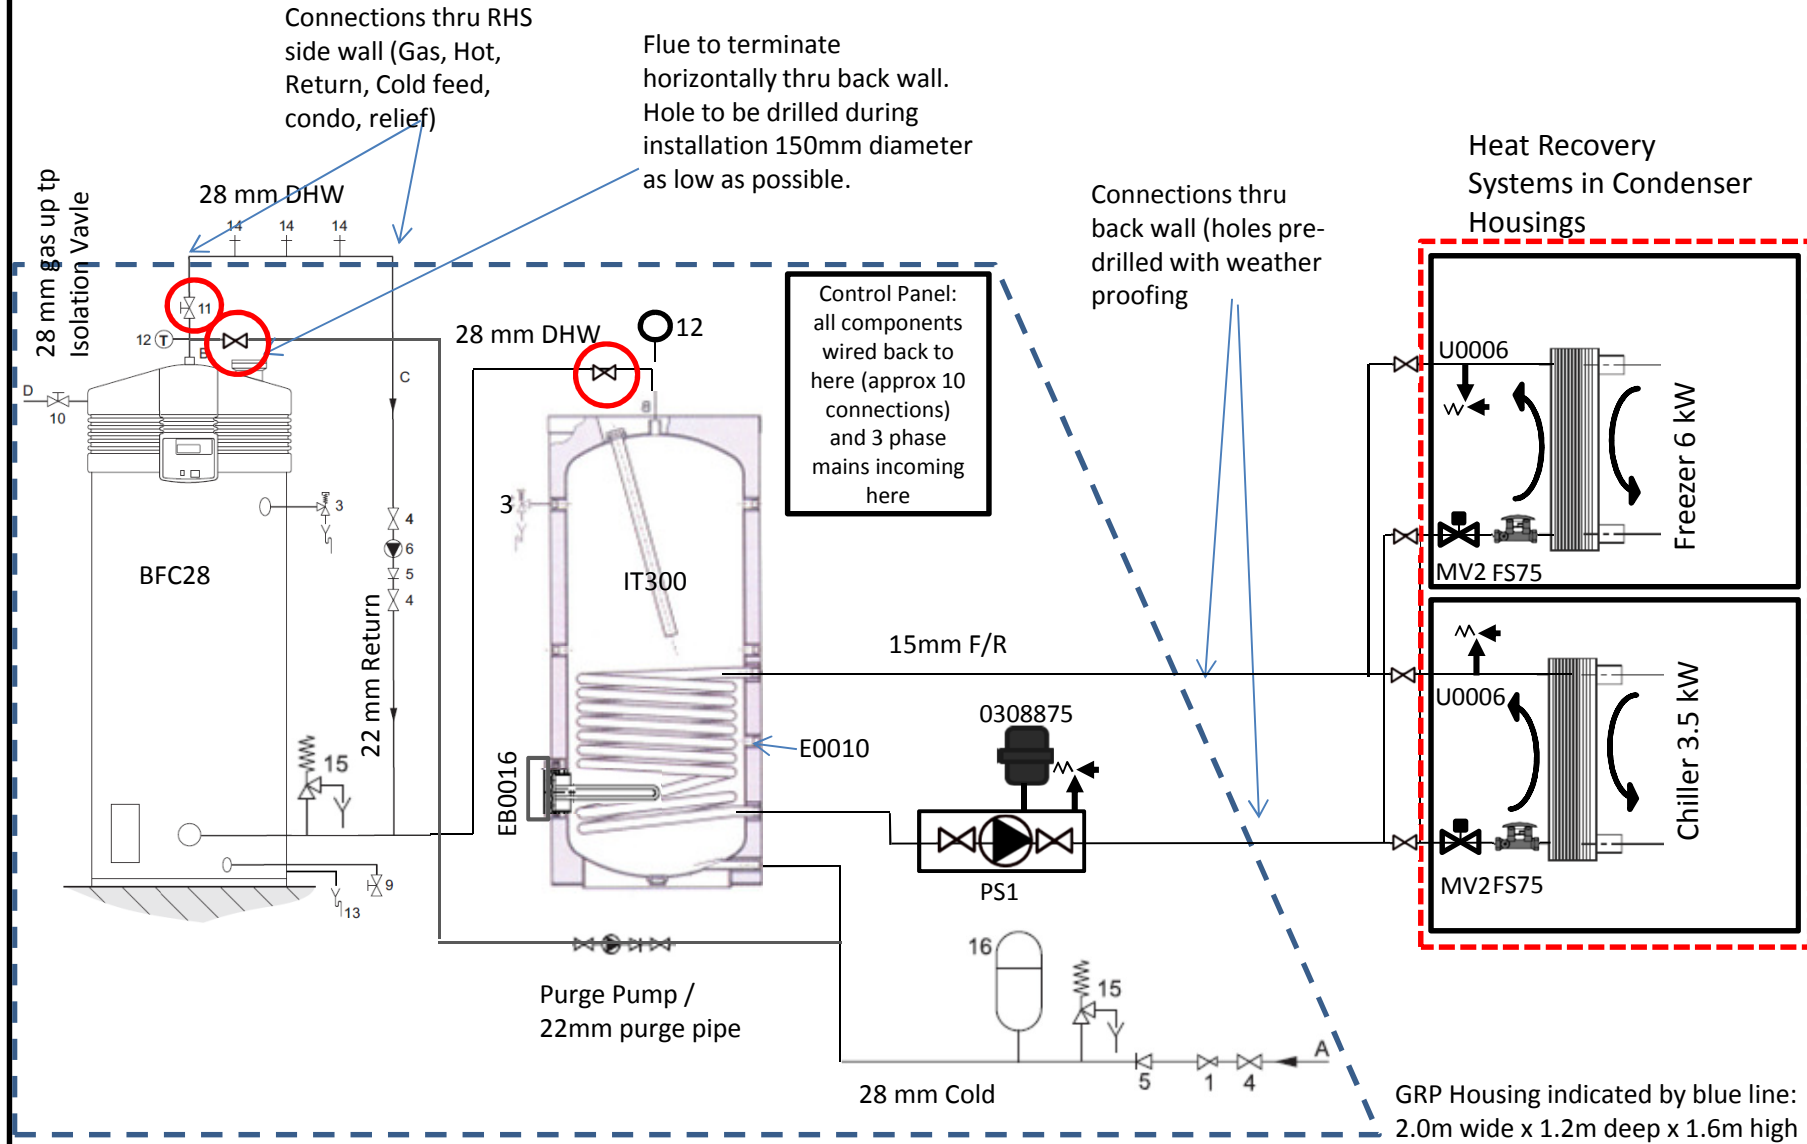 Connections thru RHS
side wall (Gas, Hot,
Return, Cold feed,
condo, relief)
Flue to terminate
horizontally thru back wall.
Hole to be drilled during
installation 150mm diameter
as low as possible.
Heat Recovery
Systems in Condenser
Housings
Connections thru
back wall (holes pre-
drilled with weather
proofing
28 mm gas up tp
Isolation Vavle
28 mm DHW
14
14
14
11
12
T
B
C
D
10
28 mm DHW
12
8
Control Panel:
all components
wired back to
here (approx 10
connections)
and 3 phase
mains incoming
here
U0006
Freezer 6 kW
MV2
FS75
3
4
6
5
4
3
BFC28
IT300
22 mm Return
15mm F/R
U0006
Chiller 3.5 kW
MV2
FS75
0308875
E0010
EB0016
15
PS1
9
13
Purge Pump /
22mm purge pipe
16
15
A
5
1
4
28 mm Cold
GRP Housing indicated by blue line:
2.0m wide x 1.2m deep x 1.6m high